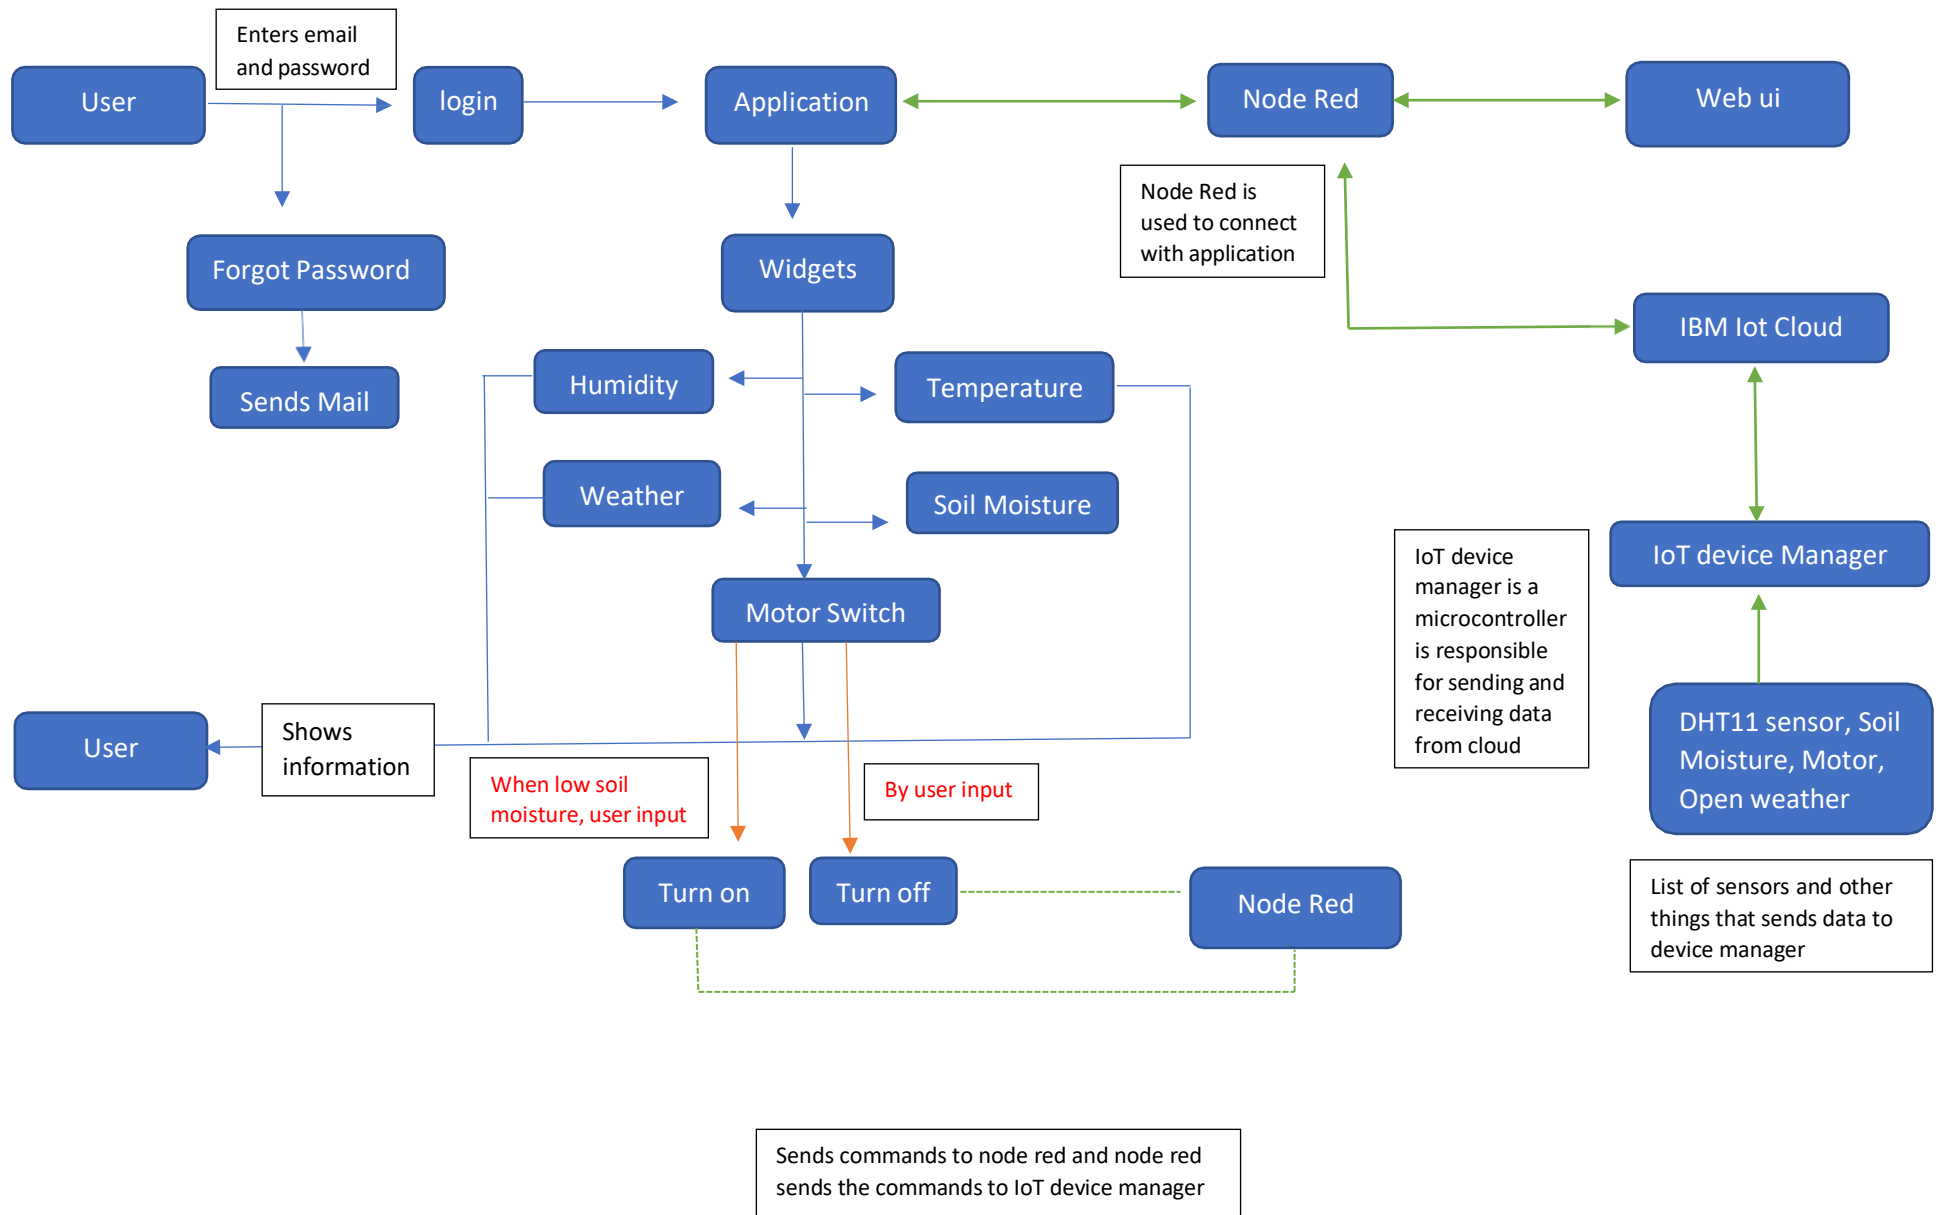 Enters email
and password
User
login
Application
Node Red
Web ui
Node Red is
used to connect
with application
Forgot Password
Widgets
IBM Iot Cloud
Sends Mail
Humidity
Temperature
Weather
Soil Moisture
IoT device Manager
IoT device
manager is a
microcontroller
is responsible
for sending and
receiving data
from cloud
Motor Switch
User
Shows
information
DHT11 sensor, Soil
Moisture, Motor,
Open weather
When low soil
moisture, user input
By user input
Turn on
Turn off
Node Red
List of sensors and other
things that sends data to
device manager
Sends commands to node red and node red
sends the commands to IoT device manager